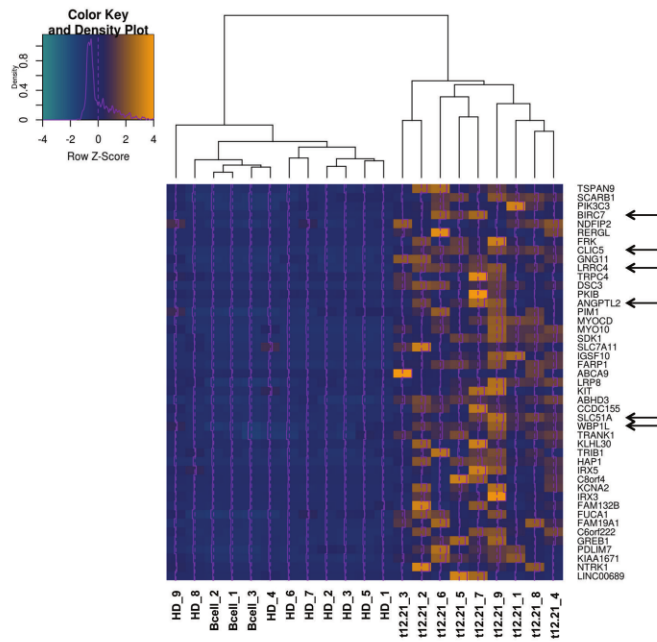 Color Key
and Density Plot
Density
0 0.4 0.8
-4 -2 0 2 4
Row Z-Score
TSPAN9
SCARB1
PIK3C3
BIRC7
NDFIP2
RERGL
FRK
CLIC5
GNG11
LRRC4
TRPC4
DSC3
PKIB
ANGPTL2
PIM1
MYOCD
MYO10
SDK1
SLC7A11
IGSF10
FARP1
ABCA9
LRP8
KIT
ABHD3
CCDC155
SLC51A
WBP1L
TRANK1
KLHL30
TRIB1
HAP1
IRX5
C8orf4
KCNA2
IRX3
FAM132B
FUCA1
FAM19A1
C6orf222
GREB1
PDLIM7
KIAA1671
NTRK1
LINC00689
HD_9 HD_8 Bcell_2 Bcell_1 Bcell_3 HD_4 HD_6 HD_7 HD_2 HD_3 HD_5 HD_1 t12.21_3 t12.21_2 t12.21_6 t12.21_5 t12.21_7 t12.21_9 t12.21_1 t12.21_8 t12.21_4